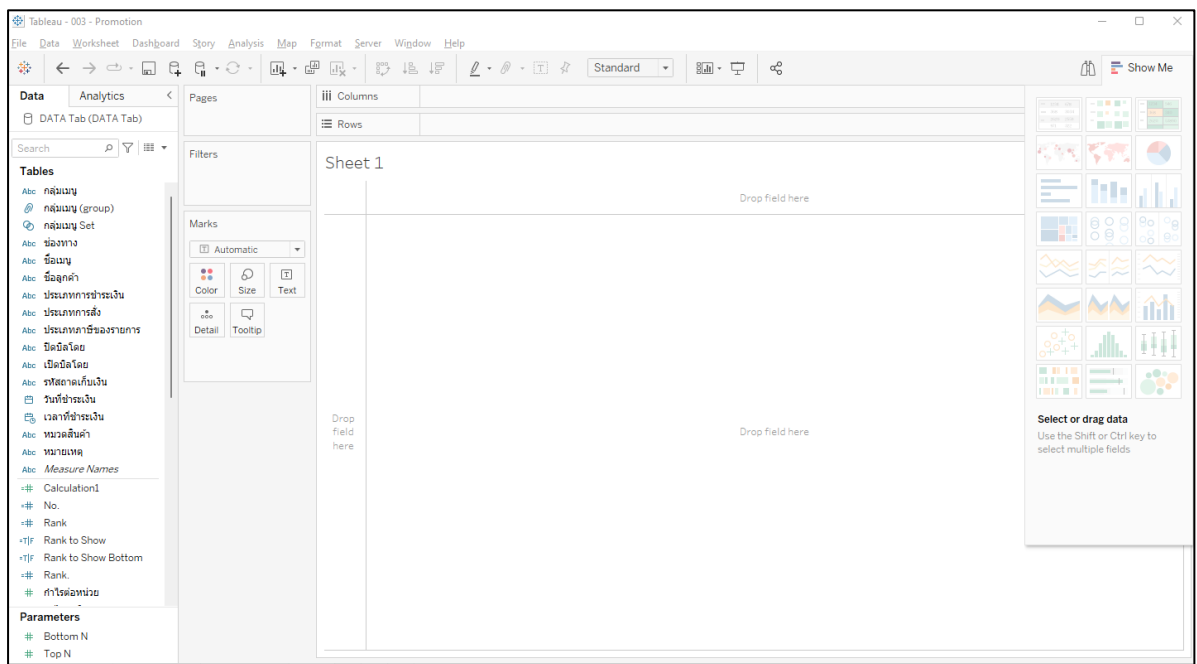 Tableau - 003 - Promotion
File Data Worksheet Dashboard Story Analysis Map Format Server Window Help
Standard
Show Me
Data Analytics
DATA Tab (DATA Tab)
Search
Tables
Abc กลุ่มเมนู
กลุ่มเมนู (group)
กลุ่มเมนู Set
Abc ช่องทาง
Abc ชื่อเมนู
Abc ชื่อลูกค้า
Abc ประเภทการชำระเงิน
Abc ประเภทการสั่ง
Abc ประเภทภาษีของรายการ
Abc ปิดบิลโดย
Abc เปิดบิลโดย
Abc รหัสถาดเก็บเงิน
วันที่ชำระเงิน
เวลาที่ชำระเงิน
Abc หมวดสินค้า
Abc หมายเหตุ
Abc Measure Names
=# Calculation1
=# No.
=# Rank
=T|F Rank to Show
=T|F Rank to Show Bottom
=# Rank.
# กำไรต่อหน่วย
Parameters
# Bottom N
# Top N
Pages
Filters
Marks
Automatic
Color Size Text
Detail Tooltip
Columns
Rows
Sheet 1
Drop field here
Drop
field
here
Drop field here
Select or drag data
Use the Shift or Ctrl key to
select multiple fields